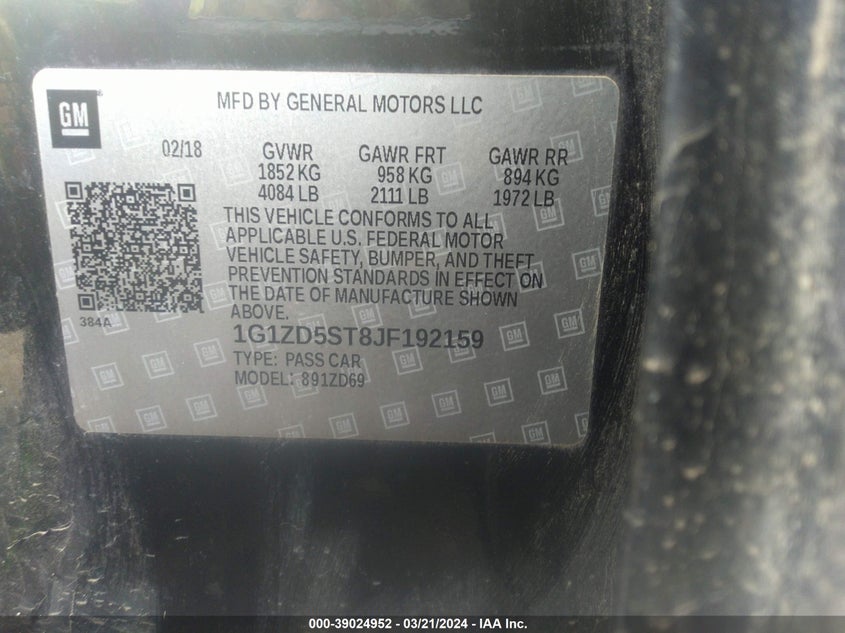 GM
MFD BY GENERAL MOTORS LLC
02/18 GVWR GAWR FRT GAWR RR
1852 KG 958 KG 894 KG
4084 LB 2111 LB 1972 LB
THIS VEHICLE CONFORMS TO ALL
APPLICABLE U.S. FEDERAL MOTOR
VEHICLE SAFETY, BUMPER, AND THEFT
PREVENTION STANDARDS IN EFFECT ON
THE DATE OF MANUFACTURE SHOWN
ABOVE.
384A
1G1ZD5ST8JF192159
TYPE: PASS CAR
MODEL: 891ZD69
000-39024952 - 03/21/2024 - IAA Inc.